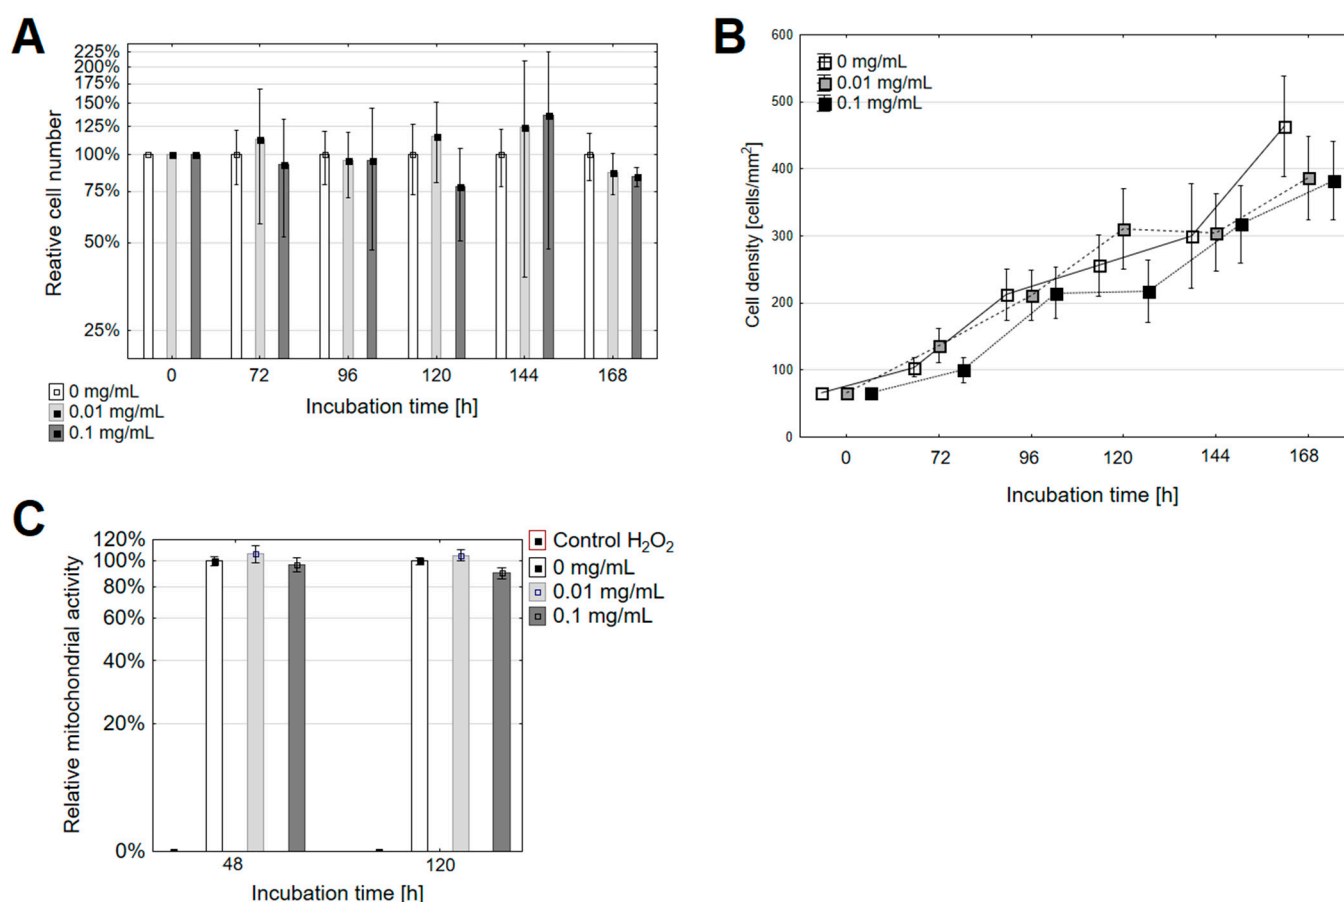 A
225%
200%
175%
150%
125%
100%
75%
50%
25%
Reative cell number
0 72 96 120 144 168
Incubation time [h]
0 mg/mL
0.01 mg/mL
0.1 mg/mL
B
600
500
400
300
200
100
0
Cell density [cells/mm²]
0 mg/mL
0.01 mg/mL
0.1 mg/mL
0 72 96 120 144 168
Incubation time [h]
C
120%
100%
80%
60%
40%
20%
0%
Relative mitochondrial activity
48 120
Incubation time [h]
Control H₂O₂
0 mg/mL
0.01 mg/mL
0.1 mg/mL